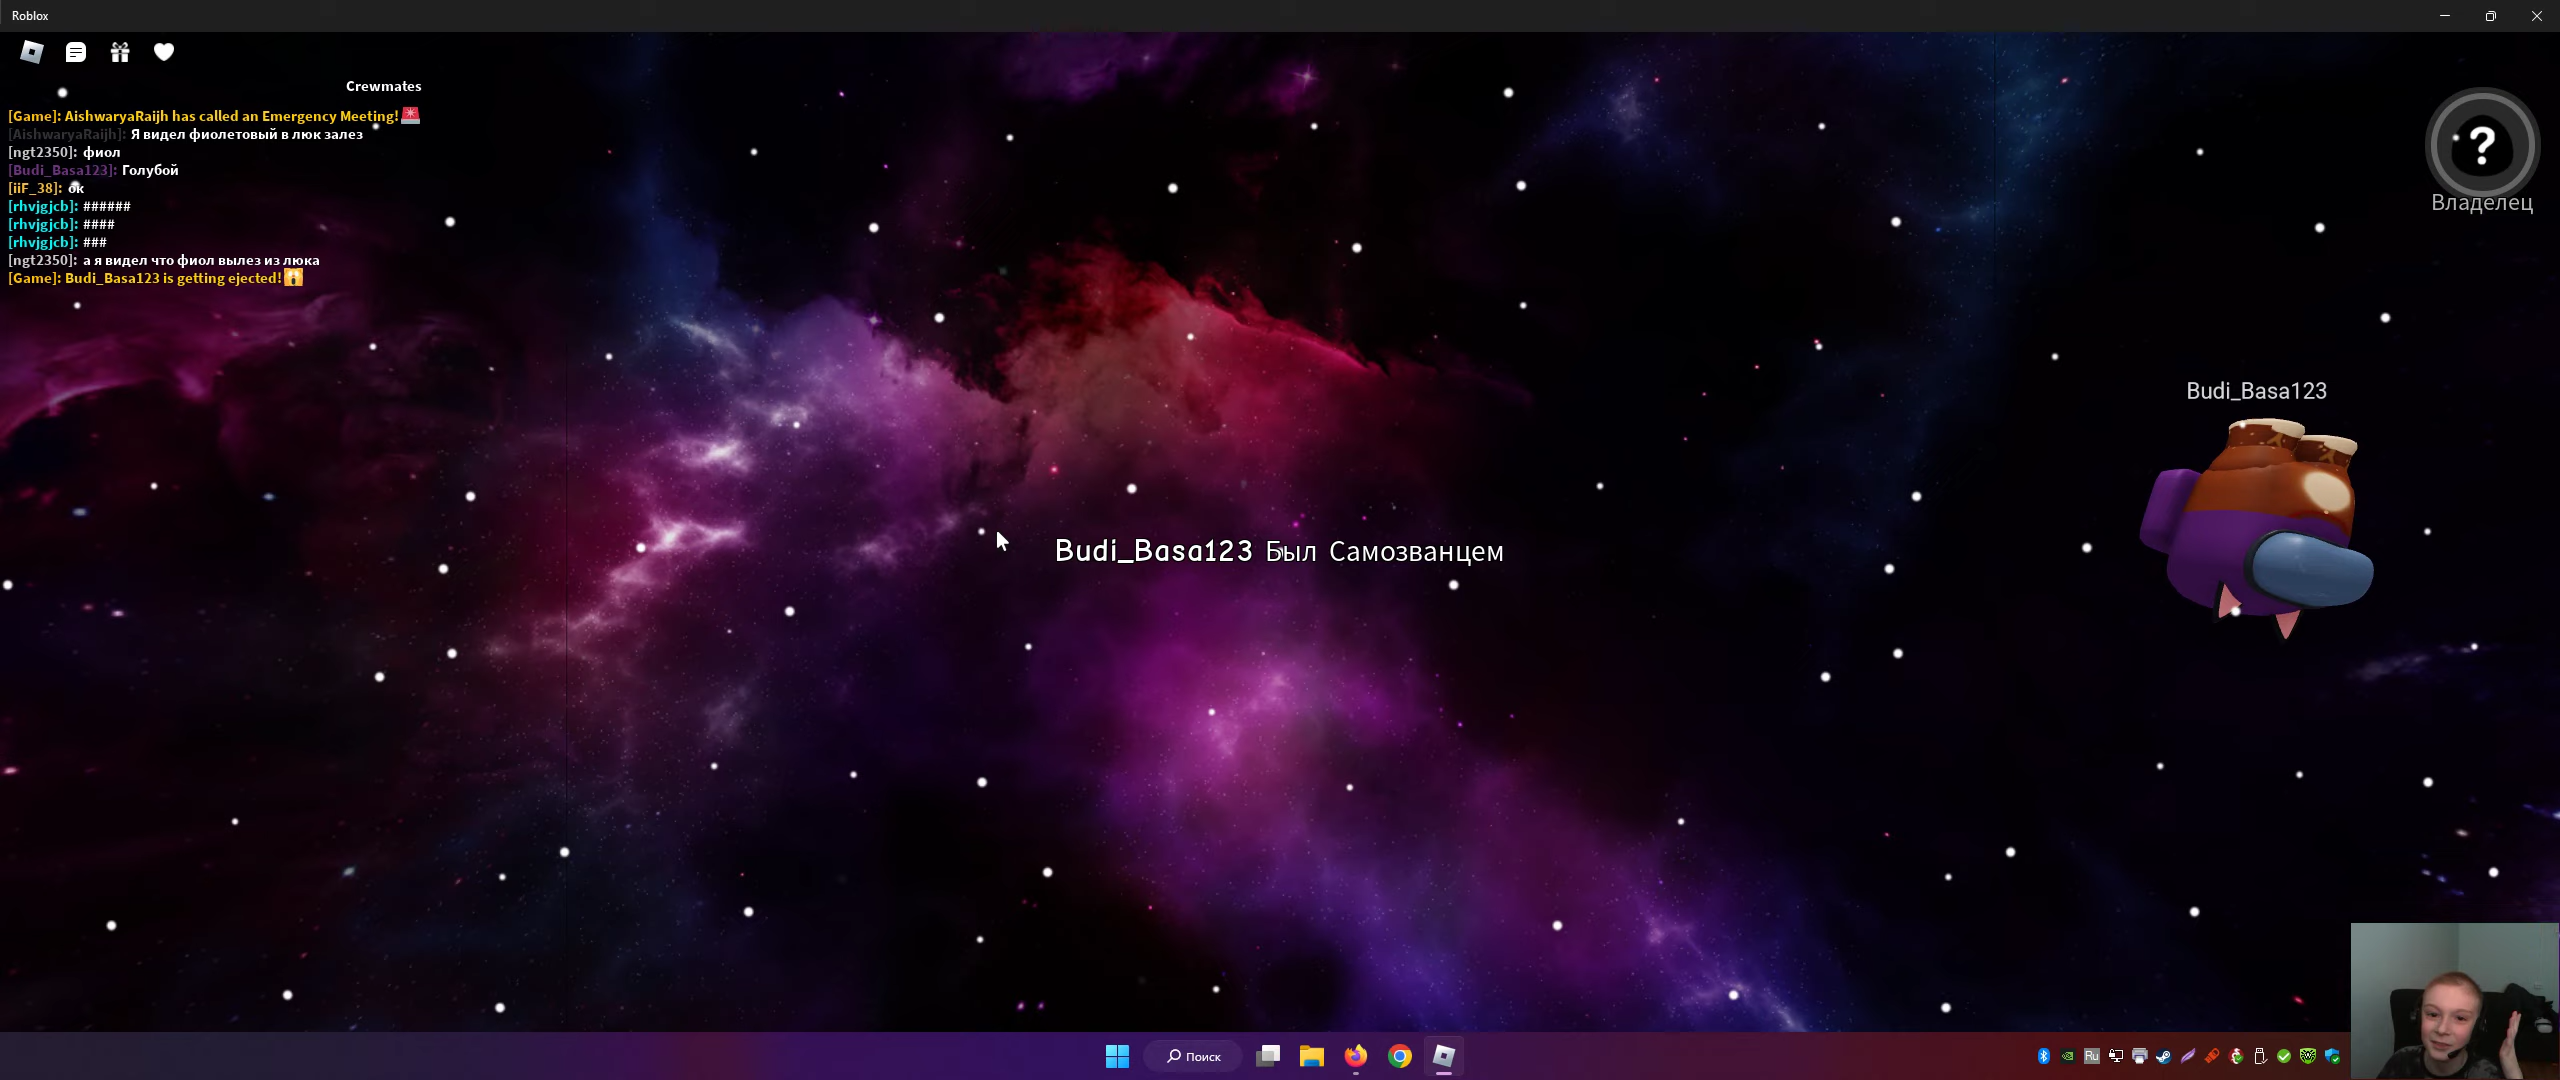 Roblox
Crewmates
[Game]: AishwaryaRaijh has called an Emergency Meeting!🚨
[AishwaryaRaijh]: Я видел фиолетовый в люк залез
[ngt2350]: фиол
[Budi_Basa123]: Голубой
[iiF_38]: ок
[rhvjgjcb]: ######
[rhvjgjcb]: ####
[rhvjgjcb]: ###
[ngt2350]: а я видел что фиол вылез из люка
[Game]: Budi_Basa123 is getting ejected!
?
Владелец
Budi_Basa123
Budi_Basa123 Был Самозванцем
Поиск
Ru